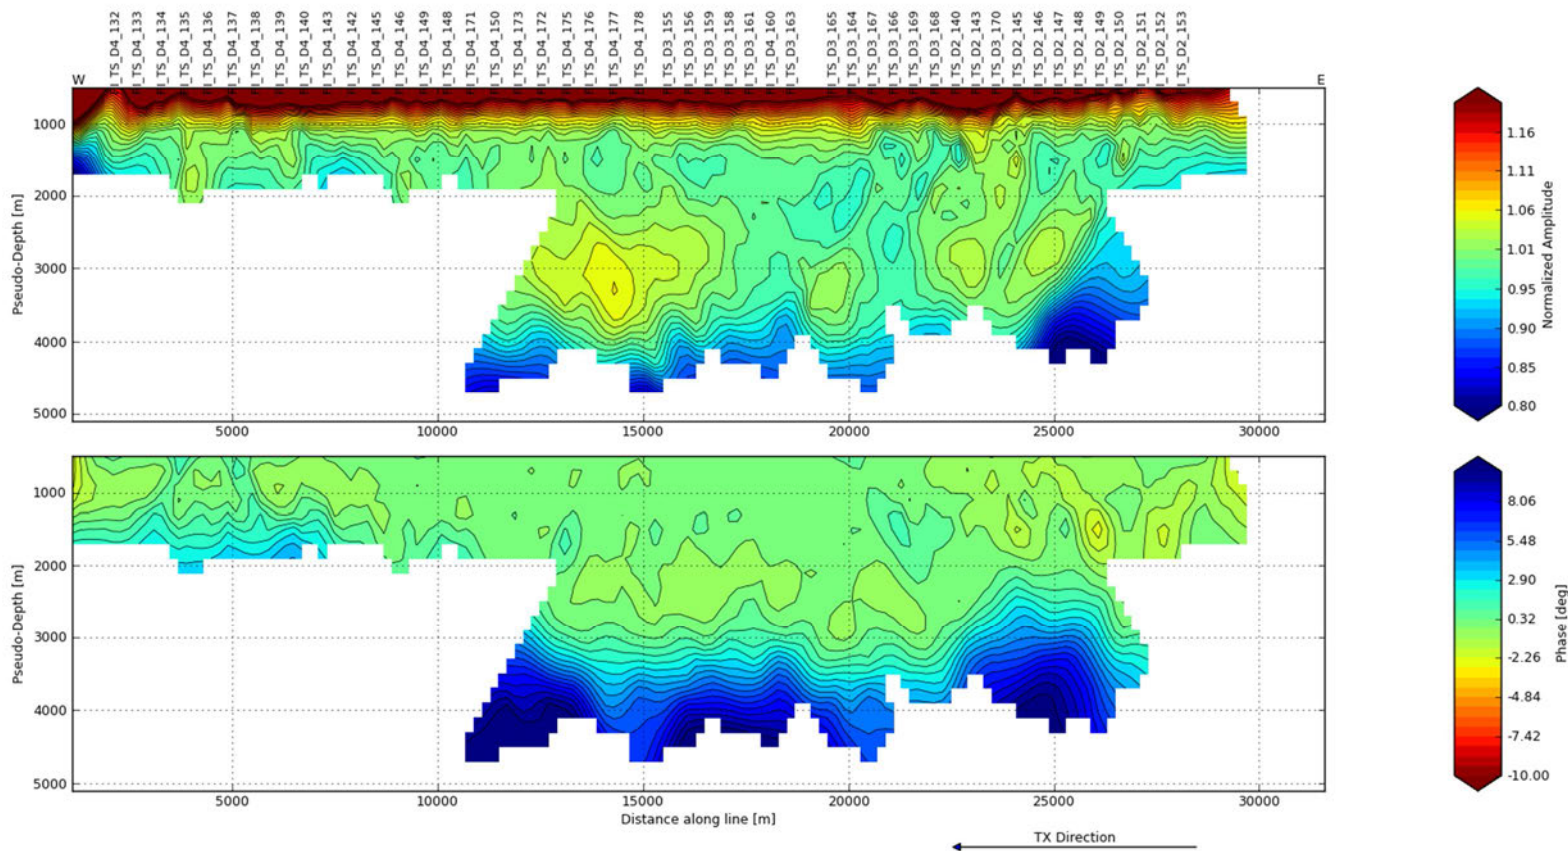 TS_D4_132
TS_D4_133
TS_D4_134
TS_D4_135
TS_D4_136
TS_D4_137
TS_D4_138
TS_D4_139
TS_D4_140
TS_D4_143
TS_D4_142
TS_D4_145
TS_D4_146
TS_D4_149
TS_D4_148
TS_D4_171
TS_D4_150
TS_D4_173
TS_D4_172
TS_D4_175
TS_D4_176
TS_D4_177
TS_D4_178
TS_D3_155
TS_D3_156
TS_D3_159
TS_D3_158
TS_D3_161
TS_D4_160
TS_D3_163
TS_D3_165
TS_D3_164
TS_D3_167
TS_D3_166
TS_D3_169
TS_D3_168
TS_D2_140
TS_D2_143
TS_D3_170
TS_D2_145
TS_D2_146
TS_D2_147
TS_D2_148
TS_D2_149
TS_D2_150
TS_D2_151
TS_D2_152
TS_D2_153
W
E
Pseudo-Depth [m]
1000
2000
3000
4000
5000
5000
10000
15000
20000
25000
30000
1.16
1.11
1.06
1.01
0.95
0.90
0.85
0.80
Normalized Amplitude
Pseudo-Depth [m]
1000
2000
3000
4000
5000
5000
10000
15000
20000
25000
30000
Distance along line [m]
8.06
5.48
2.90
0.32
-2.26
-4.84
-7.42
-10.00
Phase [deg]
TX Direction